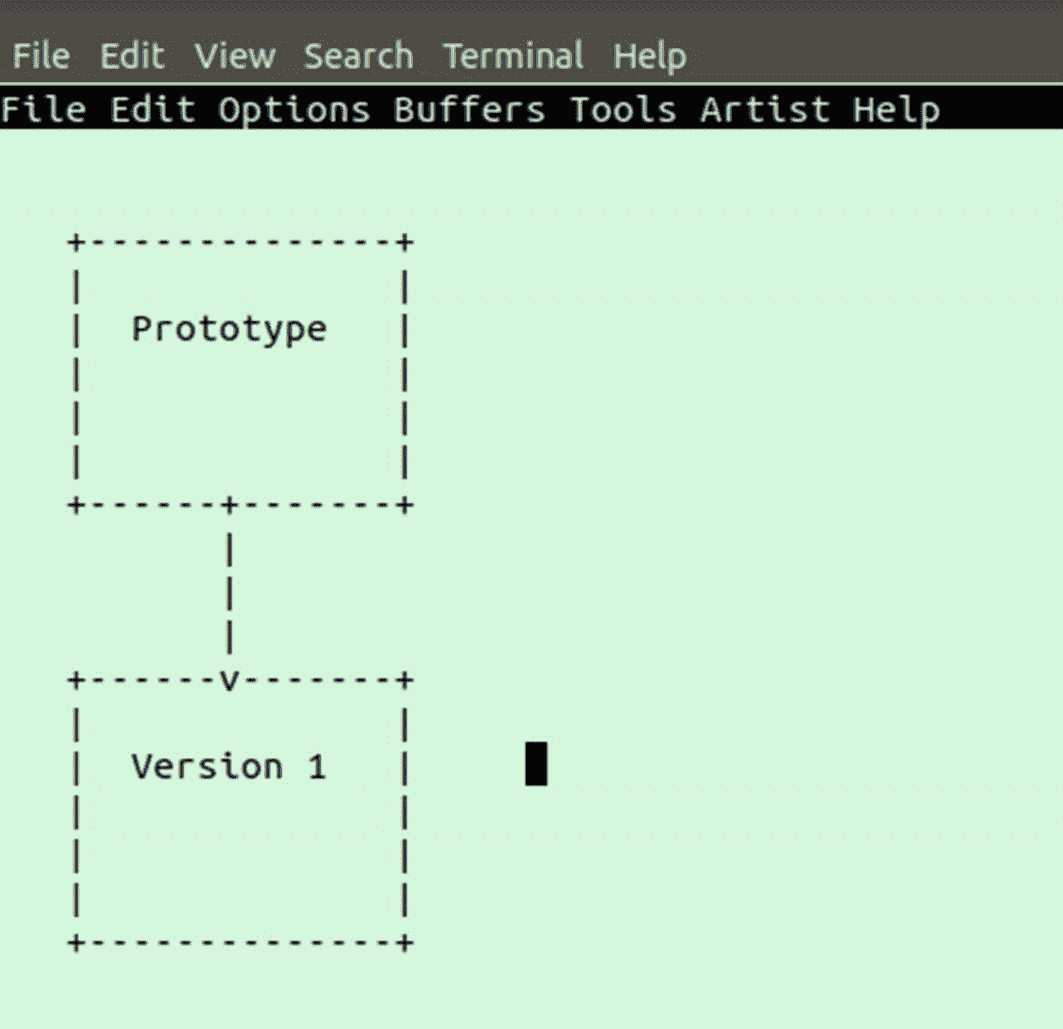 File Edit View Search Terminal Help
File Edit Options Buffers Tools Artist Help
+--------------+
|              |
|  Prototype   |
|              |
|              |
|              |
+------+-------+
       |
       |
       |
+------v-------+
|              |
|  Version 1   |
|              |
|              |
|              |
+--------------+